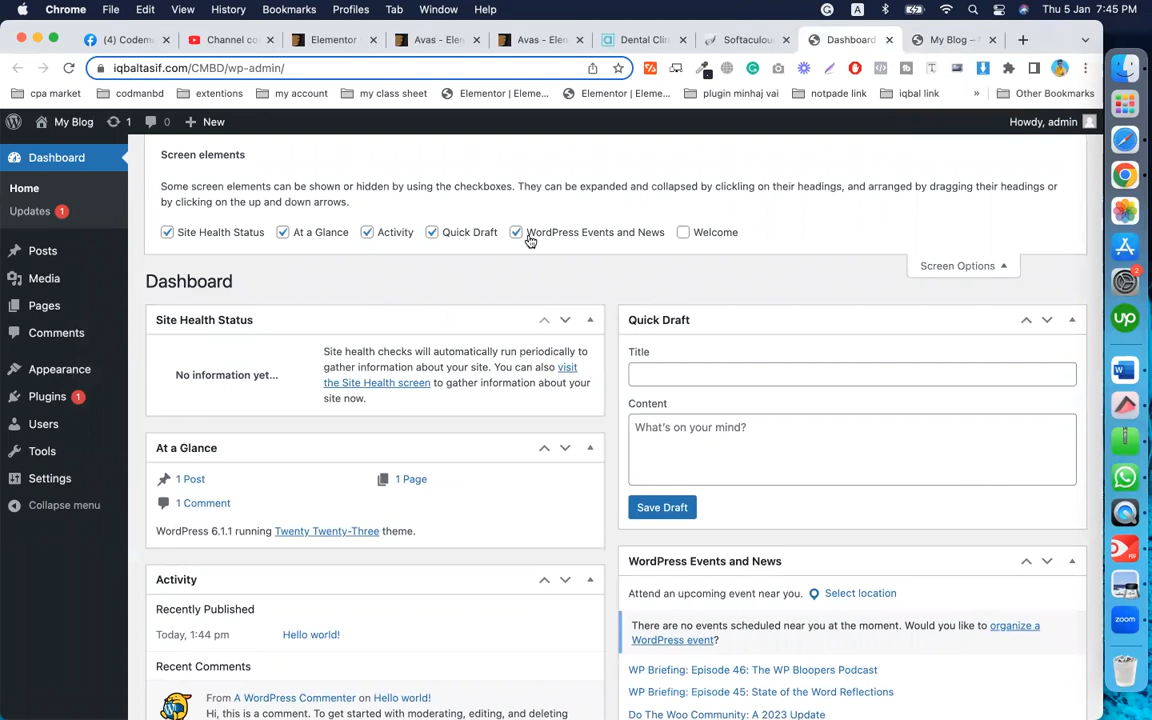 Chrome File Edit View History Bookmarks Profiles Tab Window Help Thu 5 Jan 7:45 PM
(4) Codem Channel co Elementor Avas – Elen Avas – Elen Dental Clin Softaculou Dashboard My Blog –
iqbaltasif.com/CMBD/wp-admin/
cpa market codmanbd extentions my account my class sheet Elementor | Eleme... Elementor | Eleme... plugin minhaj vai notpade link iqbal link » Other Bookmarks
My Blog 1 0 New Howdy, admin
Dashboard
Home
Updates 1
Posts
Media
Pages
Comments
Appearance
Plugins 1
Users
Tools
Settings
Collapse menu
Screen elements
Some screen elements can be shown or hidden by using the checkboxes. They can be expanded and collapsed by clickling on their headings, and arranged by dragging their headings or
by clicking on the up and down arrows.
Site Health Status At a Glance Activity Quick Draft WordPress Events and News Welcome
Screen Options
Dashboard
Site Health Status
No information yet...
Site health checks will automatically run periodically to
gather information about your site. You can also visit
the Site Health screen to gather information about your
site now.
At a Glance
1 Post 1 Page
1 Comment
WordPress 6.1.1 running Twenty Twenty-Three theme.
Activity
Recently Published
Today, 1:44 pm Hello world!
Recent Comments
From A WordPress Commenter on Hello world!
Hi, this is a comment. To get started with moderating, editing, and deleting
Quick Draft
Title
Content
What's on your mind?
Save Draft
WordPress Events and News
Attend an upcoming event near you. Select location
There are no events scheduled near you at the moment. Would you like to organize a
WordPress event?
WP Briefing: Episode 46: The WP Bloopers Podcast
WP Briefing: Episode 45: State of the Word Reflections
Do The Woo Community: A 2023 Update
2
up
W
zoom